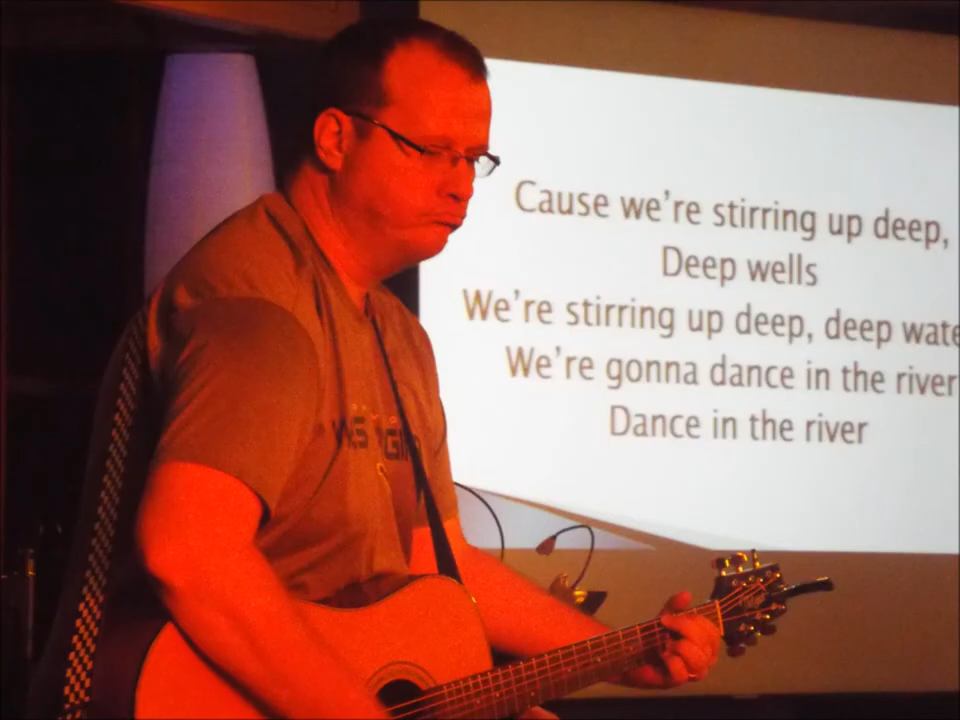 Cause we're stirring up deep,
Deep wells
We're stirring up deep, deep wate
We're gonna dance in the river
Dance in the river